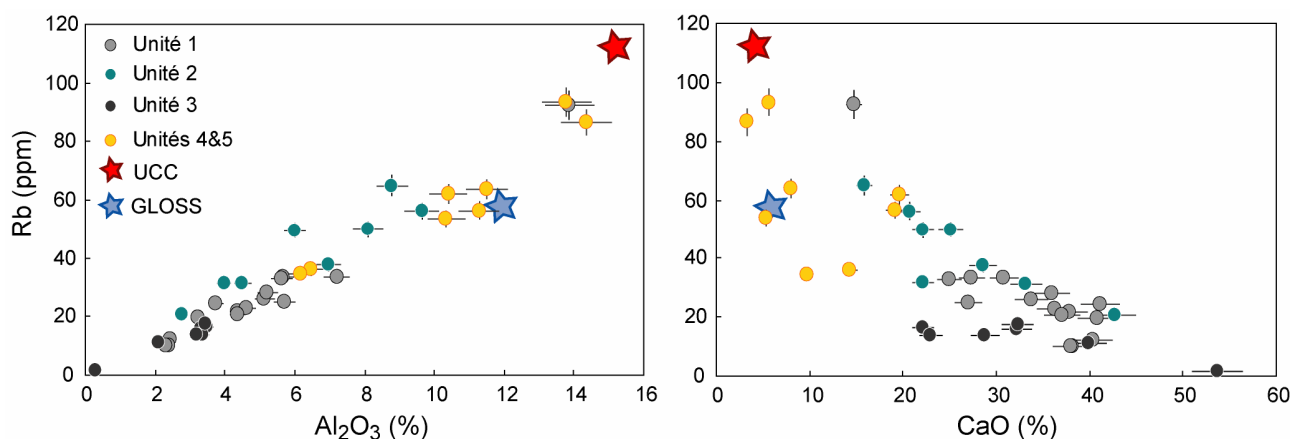 120
100
80
60
40
20
0
Rb (ppm)
Unité 1
Unité 2
Unité 3
Unités 4&5
UCC
GLOSS
0 2 4 6 8 10 12 14 16
Al₂O₃ (%)
120
100
80
60
40
20
0
0 10 20 30 40 50 60
CaO (%)